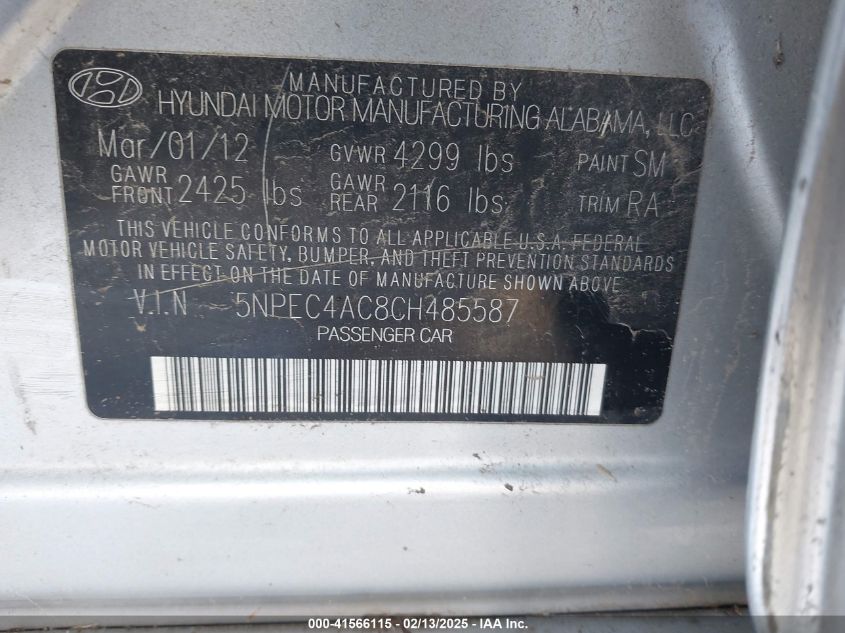 MANUFACTURED BY
HYUNDAI MOTOR MANUFACTURING ALABAMA, LLC
Mar/01/12 GVWR 4299 lbs PAINT SM
GAWR FRONT 2425 lbs GAWR REAR 2116 lbs TRIM RA
THIS VEHICLE CONFORMS TO ALL APPLICABLE U.S.A. FEDERAL
MOTOR VEHICLE SAFETY, BUMPER, AND THEFT PREVENTION STANDARDS
IN EFFECT ON THE DATE OF MANUFACTURE SHOWN ABOVE.
V.I.N 5NPEC4AC8CH485587
PASSENGER CAR
000-41566115 - 02/13/2025 - IAA Inc.